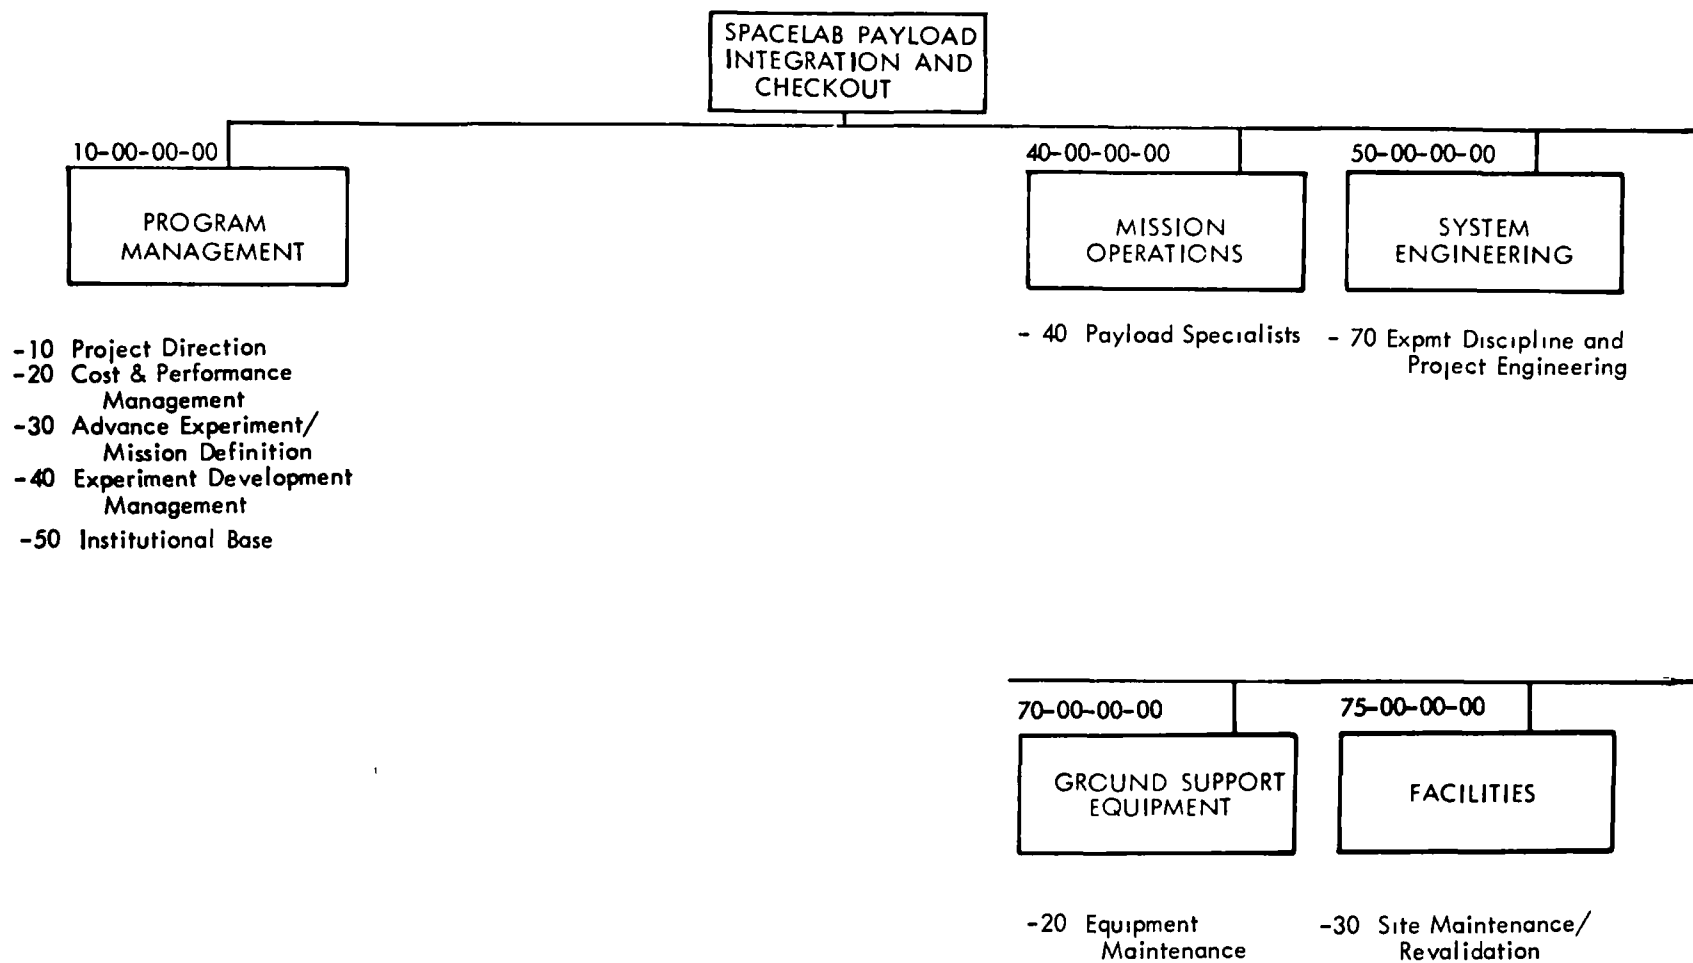 SPACELAB PAYLOAD
INTEGRATION AND
CHECKOUT
10-00-00-00
PROGRAM
MANAGEMENT
-10 Project Direction
-20 Cost & Performance
Management
-30 Advance Experiment/
Mission Definition
-40 Experiment Development
Management
-50 Institutional Base
40-00-00-00
MISSION
OPERATIONS
- 40 Payload Specialists
50-00-00-00
SYSTEM
ENGINEERING
- 70 Expmt Discipline and
Project Engineering
70-00-00-00
GROUND SUPPORT
EQUIPMENT
-20 Equipment
Maintenance
75-00-00-00
FACILITIES
-30 Site Maintenance/
Revalidation